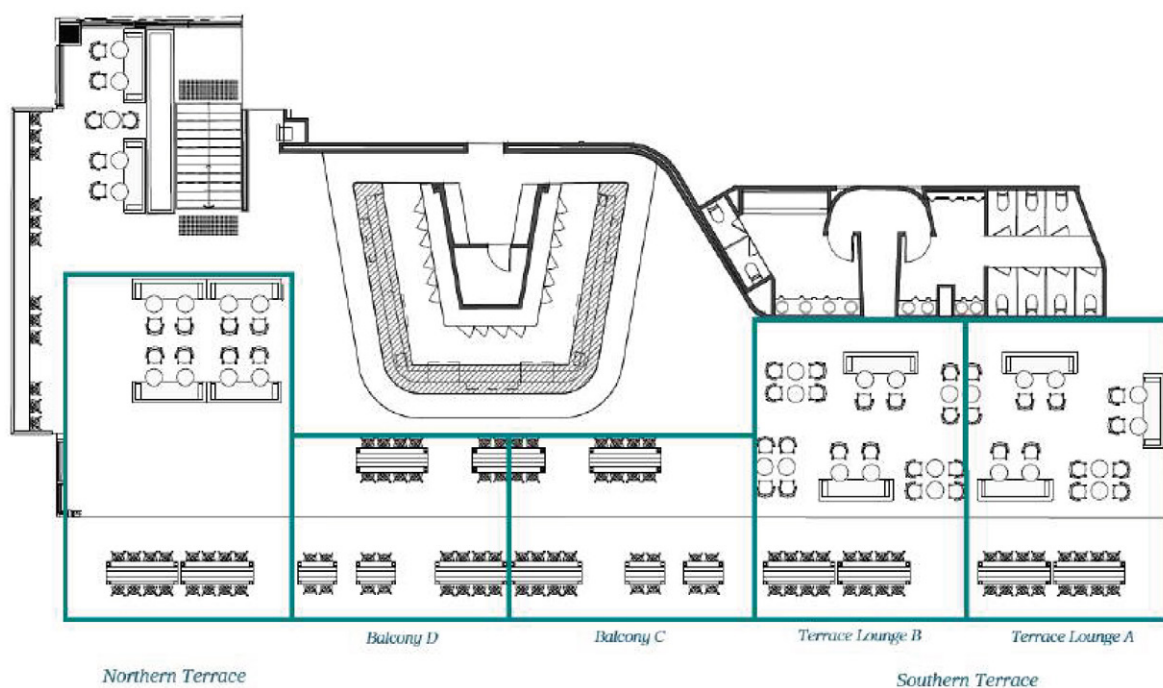 Balcony D
Balcony C
Terrace Lounge B
Terrace Lounge A
Northern Terrace
Southern Terrace